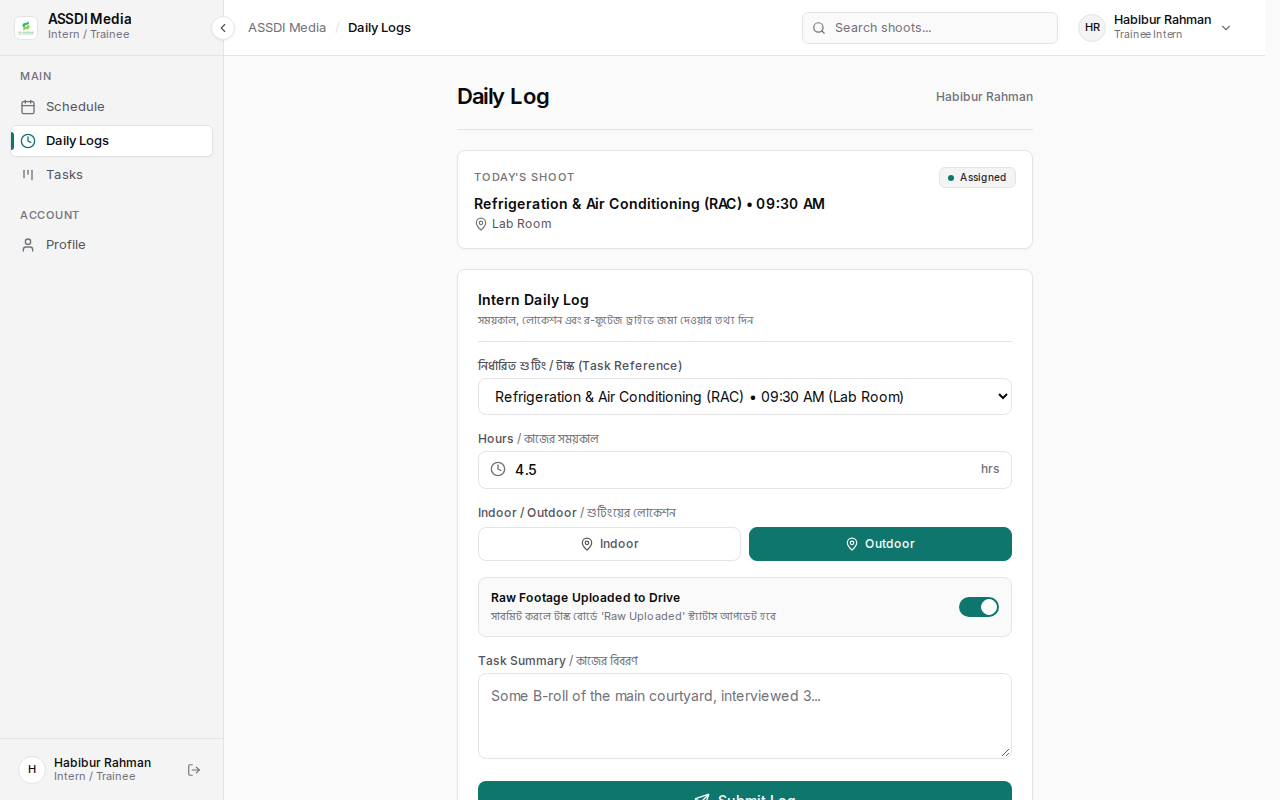 ASSDI Media
Intern / Trainee
ASSDI Media / Daily Logs
Search shoots...
HR
Habibur Rahman
Trainee Intern
MAIN
Schedule
Daily Logs
Tasks
ACCOUNT
Profile
Daily Log
Habibur Rahman
TODAY'S SHOOT
Assigned
Refrigeration & Air Conditioning (RAC) • 09:30 AM
Lab Room
Intern Daily Log
সময়কাল, লোকেশন এবং র-ফুটেজ ড্রাইভে জমা দেওয়ার তথ্য দিন
নির্ধারিত শুটিং / টাস্ক (Task Reference)
Refrigeration & Air Conditioning (RAC) • 09:30 AM (Lab Room)
Hours / কাজের সময়কাল
4.5
hrs
Indoor / Outdoor / শুটিংয়ের লোকেশন
Indoor
Outdoor
Raw Footage Uploaded to Drive
সাবমিট করলে টাস্ক বোর্ডে 'Raw Uploaded' স্ট্যাটাস আপডেট হবে
Task Summary / কাজের বিবরণ
Some B-roll of the main courtyard, interviewed 3...
Submit Log
H
Habibur Rahman
Intern / Trainee